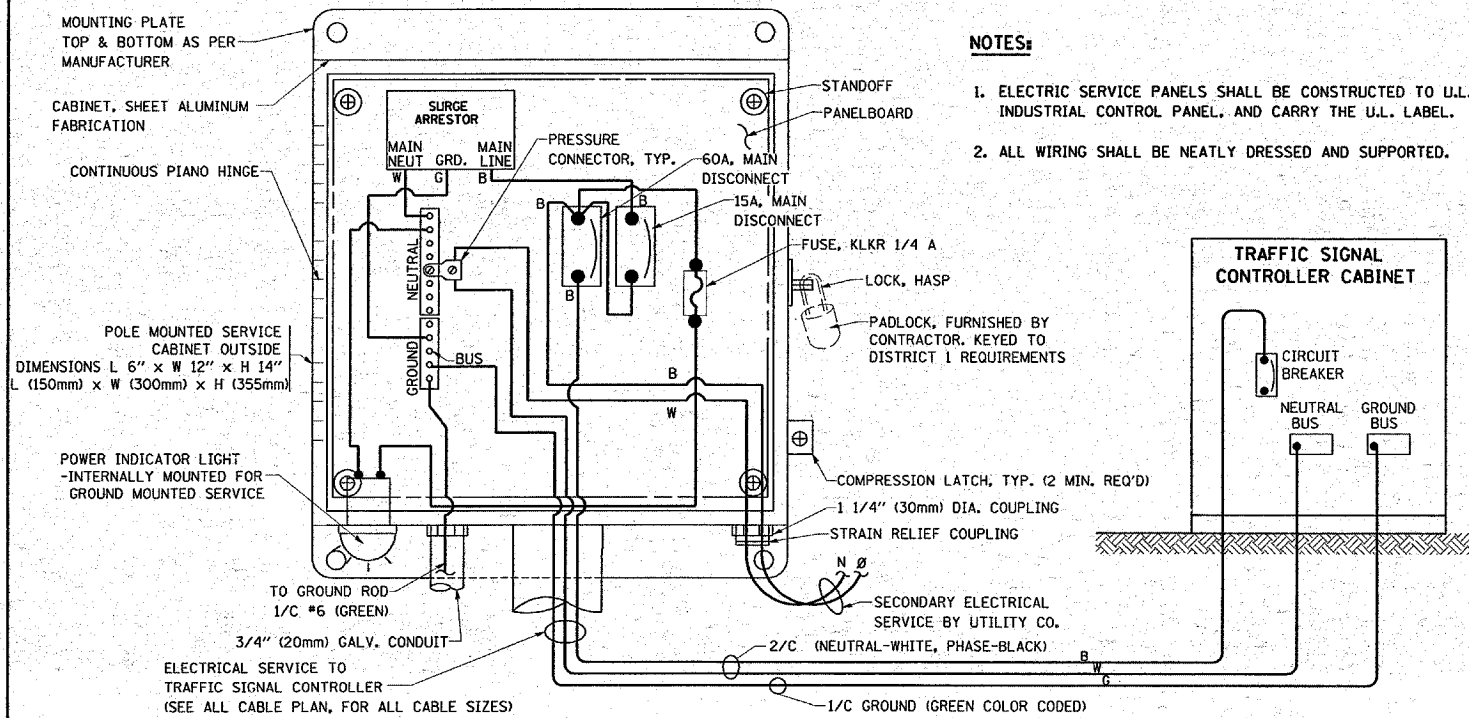 MOUNTING PLATE
TOP & BOTTOM AS PER
MANUFACTURER
CABINET, SHEET ALUMINUM
FABRICATION
CONTINUOUS PIANO HINGE
POLE MOUNTED SERVICE
CABINET OUTSIDE
DIMENSIONS L 6" x W 12" x H 14"
L (150mm) x W (300mm) x H (355mm)
POWER INDICATOR LIGHT
-INTERNALLY MOUNTED FOR
GROUND MOUNTED SERVICE
SURGE
ARRESTOR
MAIN
NEUT
GRD.
MAIN
LINE
W
G
B
NEUTRAL
GROUND
BUS
PRESSURE
CONNECTOR, TYP.
60A, MAIN
DISCONNECT
15A, MAIN
DISCONNECT
B
B
B
B
W
STANDOFF
PANELBOARD
FUSE, KLKR 1/4 A
LOCK, HASP
PADLOCK, FURNISHED BY
CONTRACTOR. KEYED TO
DISTRICT 1 REQUIREMENTS
COMPRESSION LATCH, TYP. (2 MIN. REQ'D)
1 1/4" (30mm) DIA. COUPLING
STRAIN RELIEF COUPLING
N Ø
SECONDARY ELECTRICAL
SERVICE BY UTILITY CO.
TO GROUND ROD
1/C #6 (GREEN)
3/4" (20mm) GALV. CONDUIT
ELECTRICAL SERVICE TO
TRAFFIC SIGNAL CONTROLLER
(SEE ALL CABLE PLAN, FOR ALL CABLE SIZES)
2/C (NEUTRAL-WHITE, PHASE-BLACK)
B
W
G
1/C GROUND (GREEN COLOR CODED)
NOTES:
1. ELECTRIC SERVICE PANELS SHALL BE CONSTRUCTED TO U.L.
INDUSTRIAL CONTROL PANEL, AND CARRY THE U.L. LABEL.
2. ALL WIRING SHALL BE NEATLY DRESSED AND SUPPORTED.
TRAFFIC SIGNAL
CONTROLLER CABINET
CIRCUIT
BREAKER
NEUTRAL
BUS
GROUND
BUS